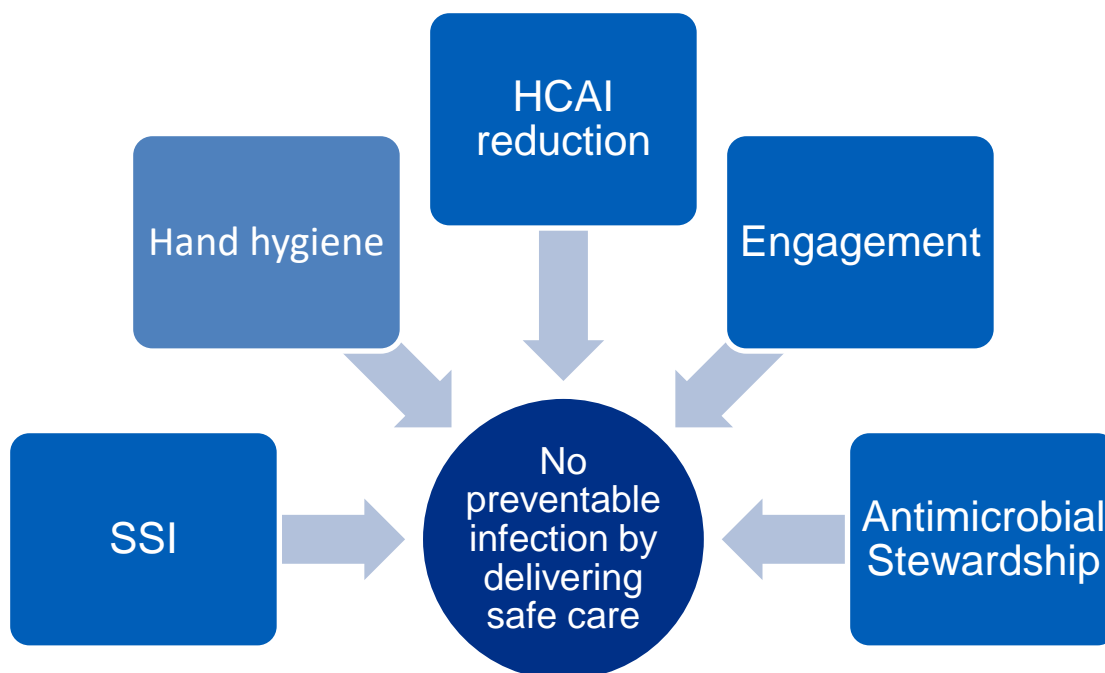 HCAI
reduction
Hand hygiene
Engagement
SSI
No
preventable
infection by
delivering
safe care
Antimicrobial
Stewardship